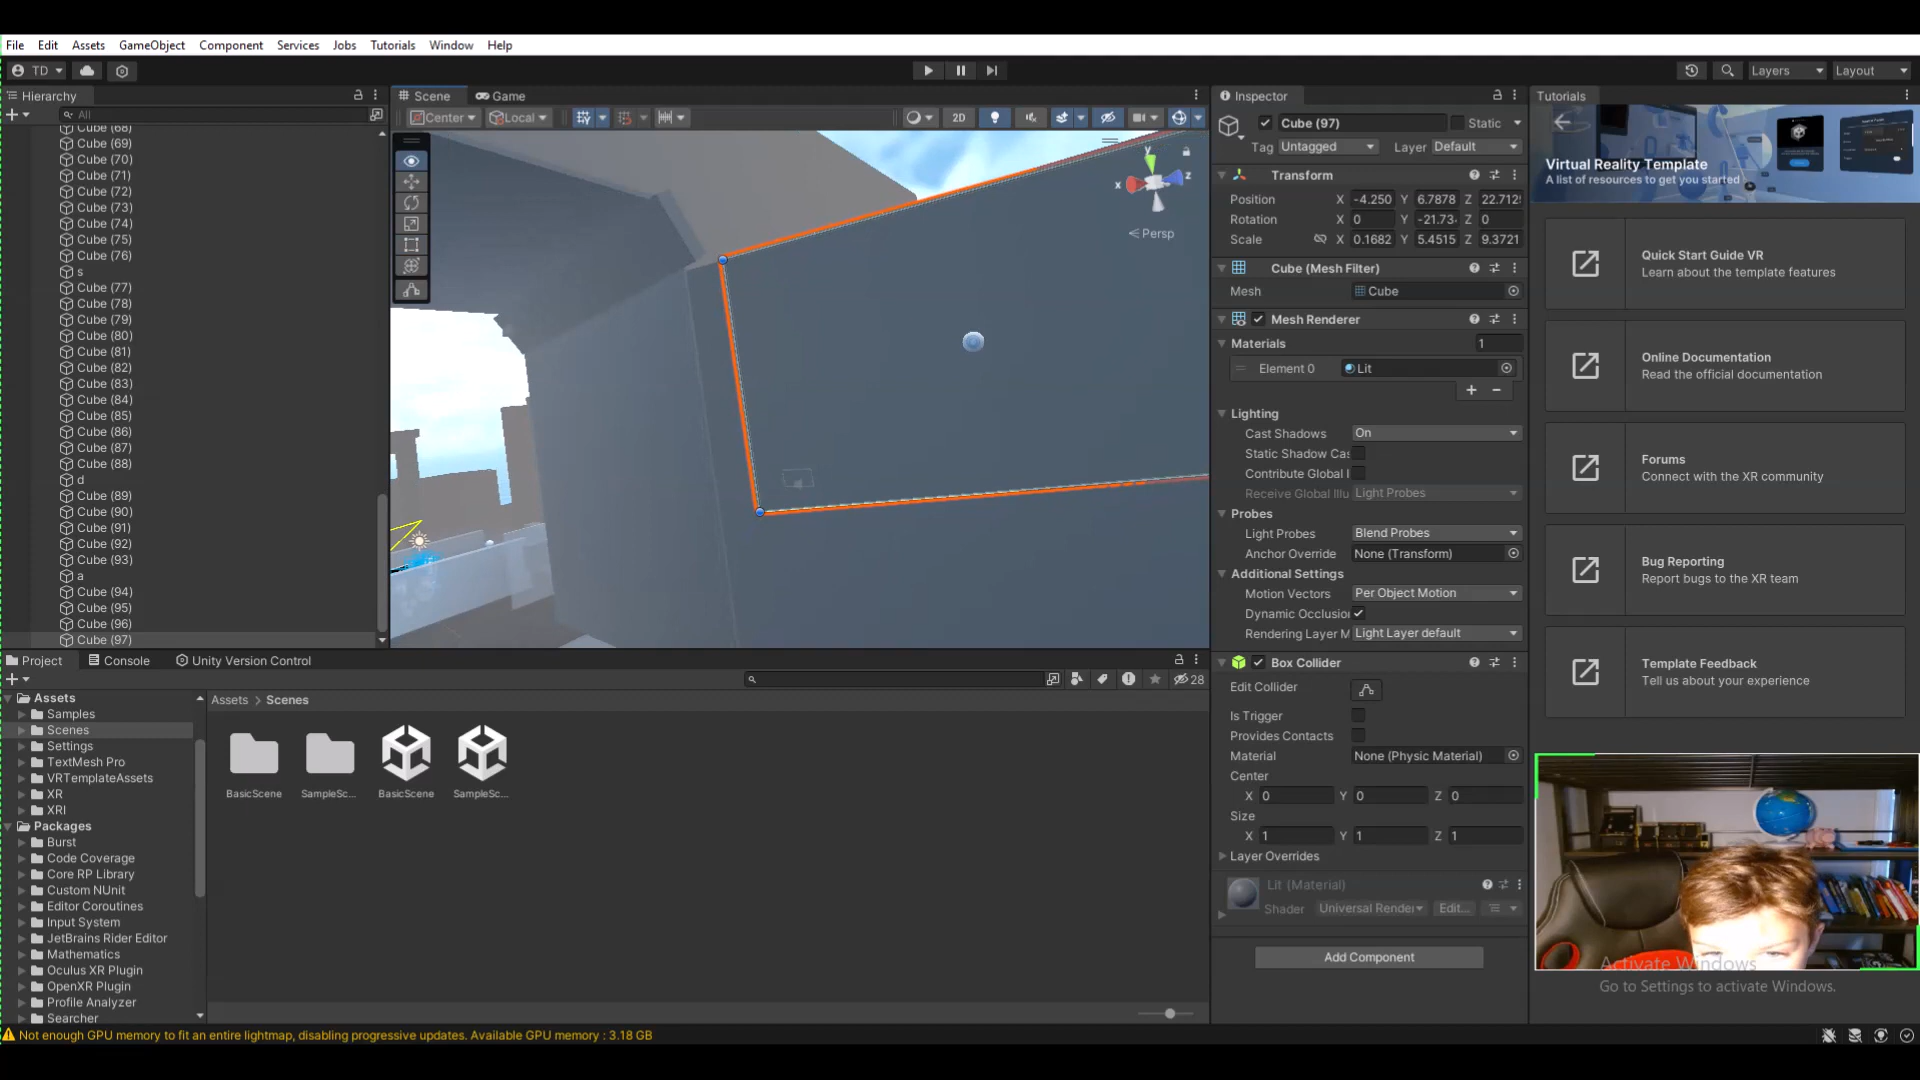 File Edit Assets GameObject Component Services Jobs Tutorials Window Help
TD
Layers Layout
Hierarchy
All
Cube (68)
Cube (69)
Cube (70)
Cube (71)
Cube (72)
Cube (73)
Cube (74)
Cube (75)
Cube (76)
s
Cube (77)
Cube (78)
Cube (79)
Cube (80)
Cube (81)
Cube (82)
Cube (83)
Cube (84)
Cube (85)
Cube (86)
Cube (87)
Cube (88)
d
Cube (89)
Cube (90)
Cube (91)
Cube (92)
Cube (93)
a
Cube (94)
Cube (95)
Cube (96)
Cube (97)
Scene Game
Center Local 2D
y
x z
Persp
Inspector
Cube (97) Static
Tag Untagged Layer Default
Transform
Position X -4.250 Y 6.7878 Z 22.712
Rotation X 0 Y -21.73 Z 0
Scale X 0.1682 Y 5.4515 Z 9.3721
Cube (Mesh Filter)
Mesh Cube
Mesh Renderer
Materials 1
Element 0 Lit
Lighting
Cast Shadows On
Static Shadow Cas
Contribute Global I
Receive Global Illu Light Probes
Probes
Light Probes Blend Probes
Anchor Override None (Transform)
Additional Settings
Motion Vectors Per Object Motion
Dynamic Occlusio
Rendering Layer M Light Layer default
Box Collider
Edit Collider
Is Trigger
Provides Contacts
Material None (Physic Material)
Center
X 0 Y 0 Z 0
Size
X 1 Y 1 Z 1
Layer Overrides
Lit (Material)
Shader Universal Render Edit...
Add Component
Tutorials
Virtual Reality Template
A list of resources to get you started
Quick Start Guide VR
Learn about the template features
Online Documentation
Read the official documentation
Forums
Connect with the XR community
Bug Reporting
Report bugs to the XR team
Template Feedback
Tell us about your experience
Activate Windows
Go to Settings to activate Windows.
Project Console Unity Version Control
28
Assets
Samples
Scenes
Settings
TextMesh Pro
VRTemplateAssets
XR
XRI
Packages
Burst
Code Coverage
Core RP Library
Custom NUnit
Editor Coroutines
Input System
JetBrains Rider Editor
Mathematics
Oculus XR Plugin
OpenXR Plugin
Profile Analyzer
Searcher
Assets > Scenes
BasicScene SampleSc... BasicScene SampleSc...
Not enough GPU memory to fit an entire lightmap, disabling progressive updates. Available GPU memory : 3.18 GB